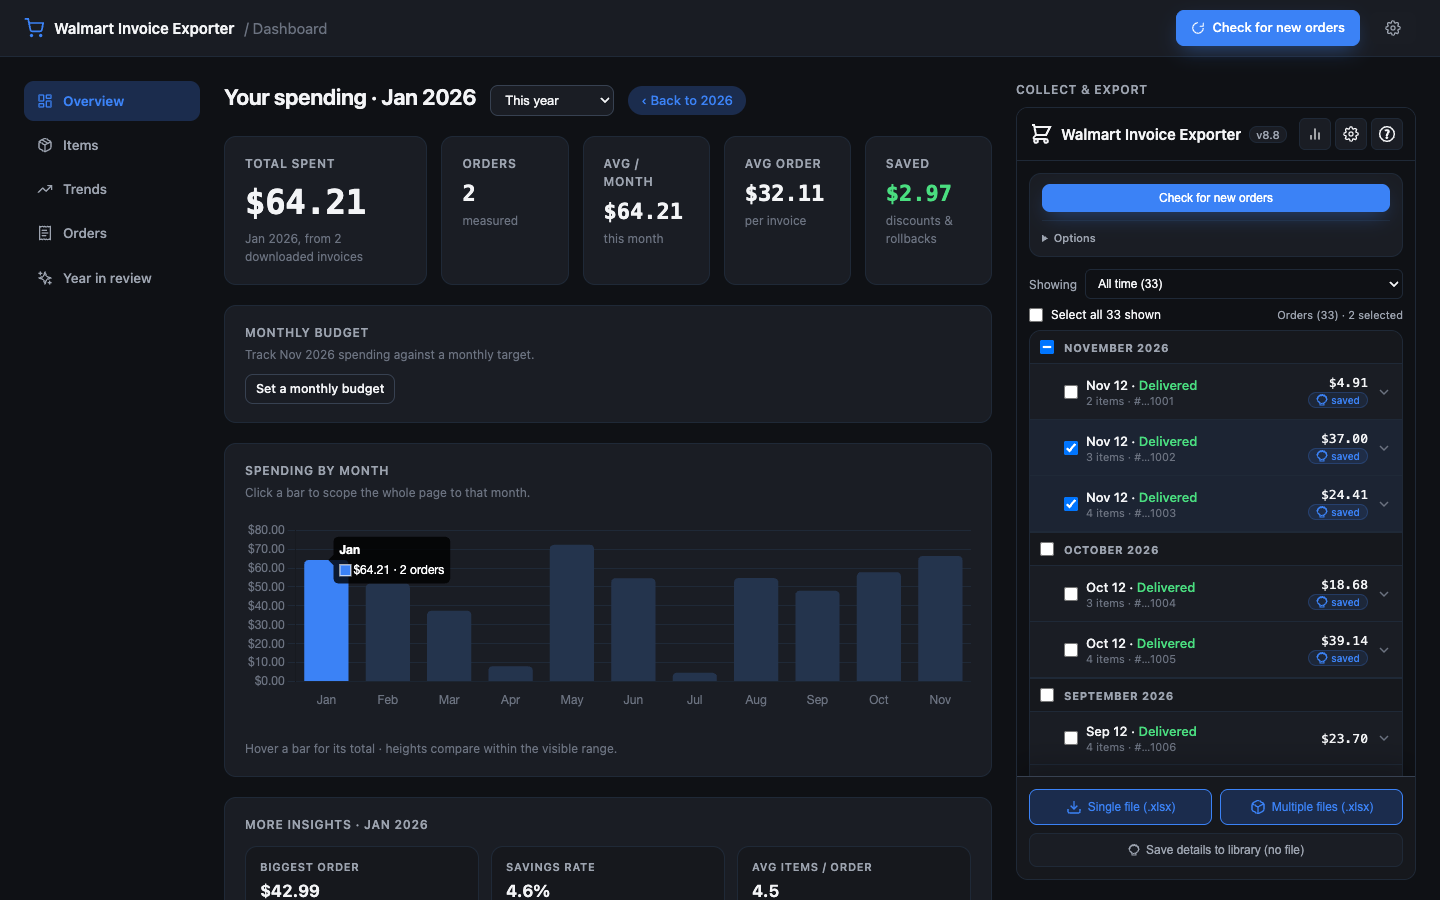 Walmart Invoice Exporter / Dashboard
Check for new orders
Overview
Items
Trends
Orders
Year in review
Your spending · Jan 2026
This year
‹ Back to 2026
TOTAL SPENT
$64.21
Jan 2026, from 2
downloaded invoices
ORDERS
2
measured
AVG /
MONTH
$64.21
this month
AVG ORDER
$32.11
per invoice
SAVED
$2.97
discounts &
rollbacks
MONTHLY BUDGET
Track Nov 2026 spending against a monthly target.
Set a monthly budget
SPENDING BY MONTH
Click a bar to scope the whole page to that month.
$80.00
$70.00
$60.00
$50.00
$40.00
$30.00
$20.00
$10.00
$0.00
Jan
$64.21 · 2 orders
Jan Feb Mar Apr May Jun Jul Aug Sep Oct Nov
Hover a bar for its total · heights compare within the visible range.
MORE INSIGHTS · JAN 2026
BIGGEST ORDER
$42.99
SAVINGS RATE
4.6%
AVG ITEMS / ORDER
4.5
COLLECT & EXPORT
Walmart Invoice Exporter v8.8
Check for new orders
Options
Showing All time (33)
Select all 33 shown Orders (33) · 2 selected
NOVEMBER 2026
Nov 12 · Delivered $4.91
2 items · #...1001 saved
Nov 12 · Delivered $37.00
3 items · #...1002 saved
Nov 12 · Delivered $24.41
4 items · #...1003 saved
OCTOBER 2026
Oct 12 · Delivered $18.68
3 items · #...1004 saved
Oct 12 · Delivered $39.14
4 items · #...1005 saved
SEPTEMBER 2026
Sep 12 · Delivered $23.70
4 items · #...1006
Single file (.xlsx)
Multiple files (.xlsx)
Save details to library (no file)